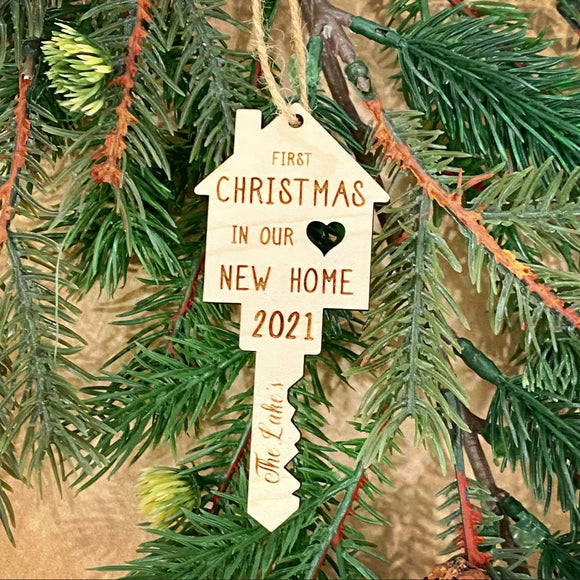 FIRST
CHRISTMAS
IN OUR
NEW HOME
2021
The Lake's